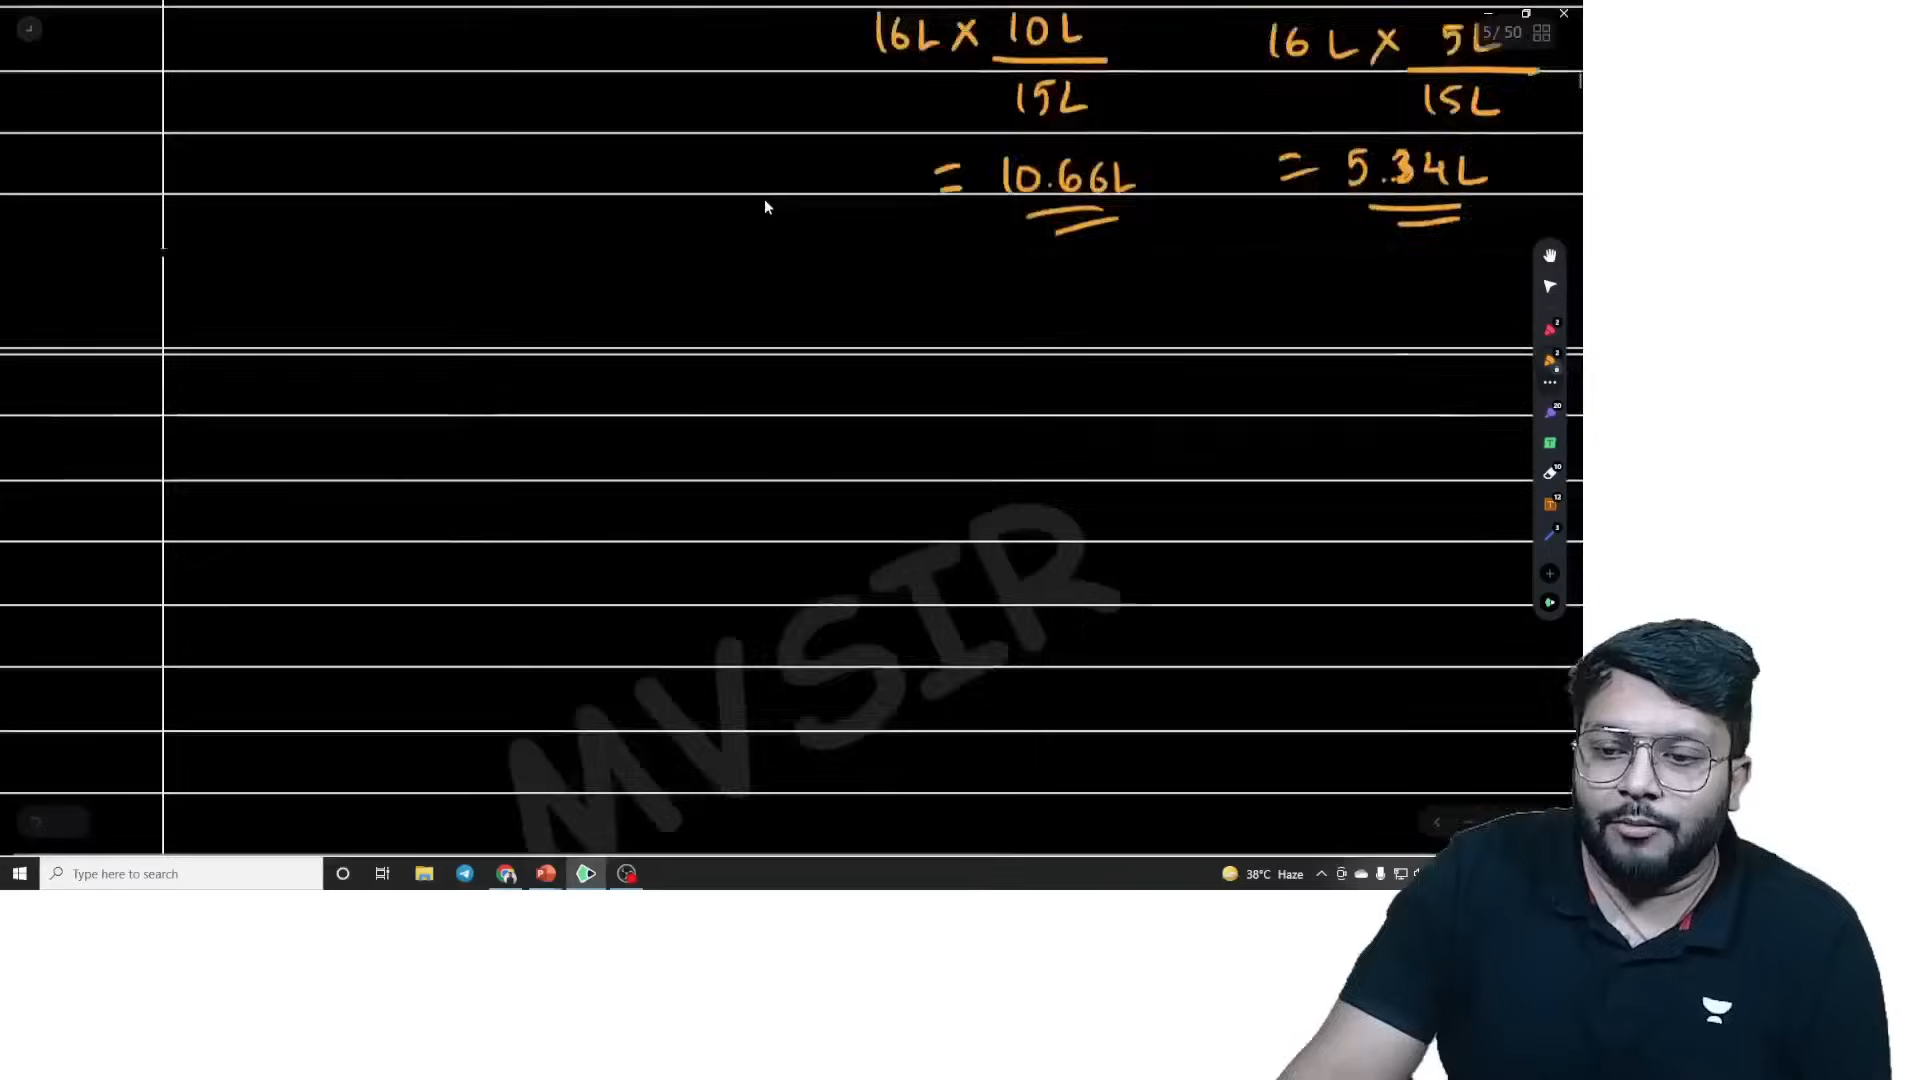 16L × 10L 16 L × 5L
5/ 50
15L 15L
= 10.66L = 5.34L
MVSIR
Type here to search
38°C Haze